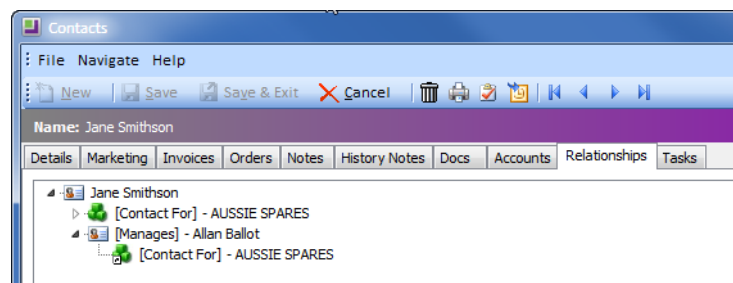 Contacts
File Navigate Help
New Save Save & Exit Cancel
Name: Jane Smithson
Details Marketing Invoices Orders Notes History Notes Docs Accounts Relationships Tasks
Jane Smithson
[Contact For] - AUSSIE SPARES
[Manages] - Allan Ballot
[Contact For] - AUSSIE SPARES